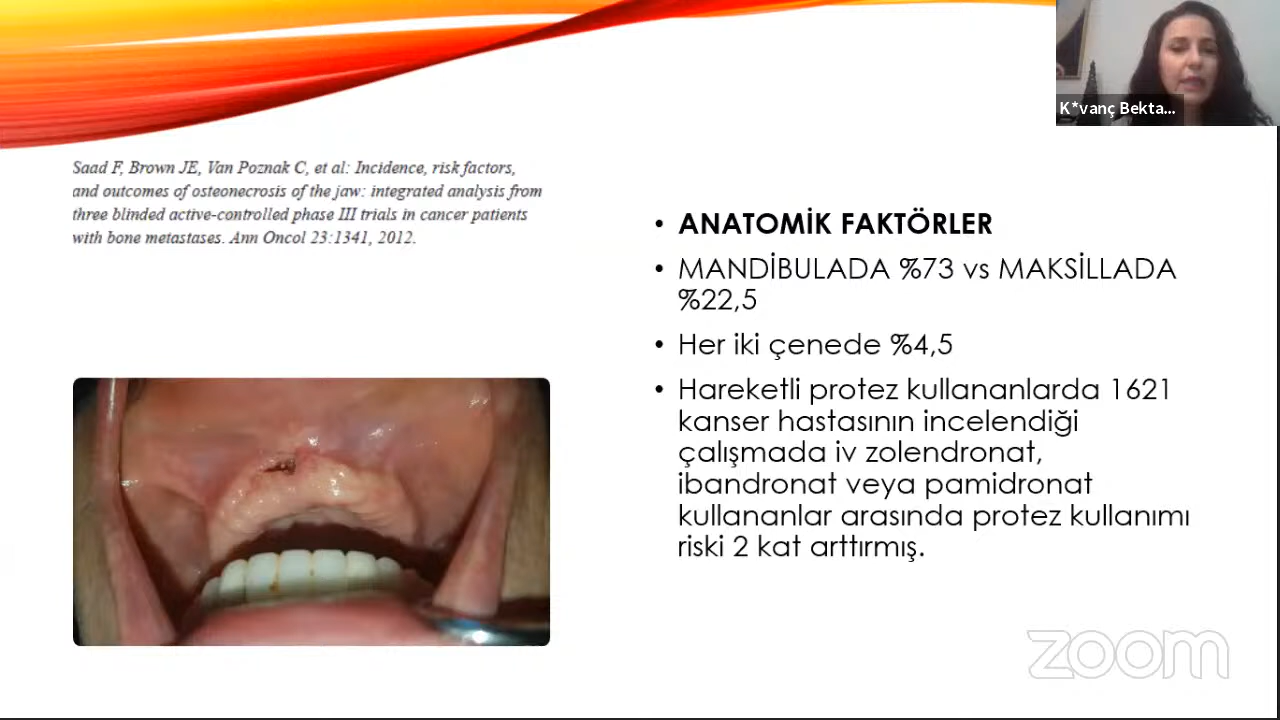 K*vanç Bekta...
Saad F, Brown JE, Van Poznak C, et al: Incidence, risk factors,
and outcomes of osteonecrosis of the jaw: integrated analysis from
three blinded active-controlled phase III trials in cancer patients
with bone metastases. Ann Oncol 23:1341, 2012.
• ANATOMİK FAKTÖRLER
• MANDİBULADA %73 vs MAKSİLLADA
%22,5
• Her iki çenede %4,5
• Hareketli protez kullananlarda 1621
kanser hastasının incelendiği
çalışmada iv zolendronat,
ibandronat veya pamidronat
kullananlar arasında protez kullanımı
riski 2 kat arttırmış.
zoom